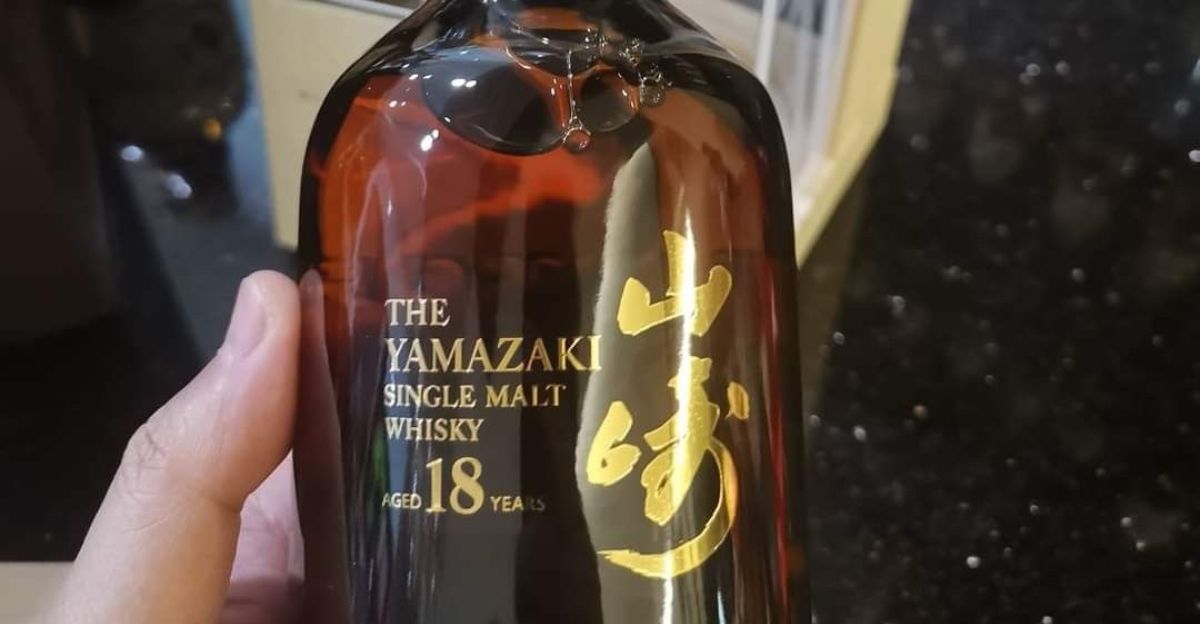 THE
YAMAZAKI
SINGLE MALT
WHISKY
AGED 18 YEARS
山崎